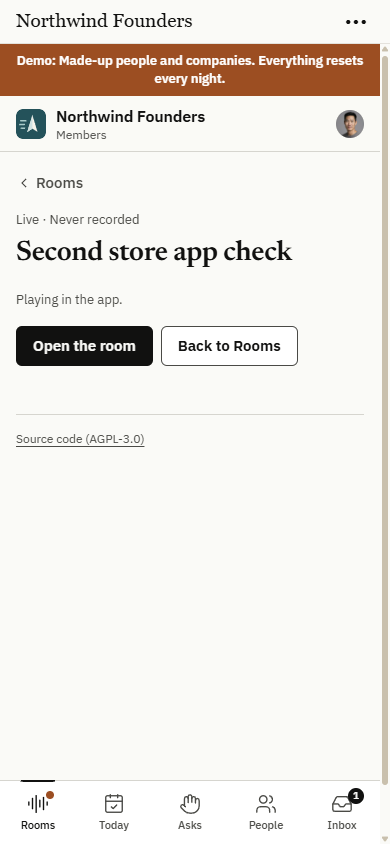 Northwind Founders
Demo: Made-up people and companies. Everything resets
every night.
Northwind Founders
Members
Rooms
Live · Never recorded
Second store app check
Playing in the app.
Open the room
Back to Rooms
Source code (AGPL-3.0)
1
Rooms
Today
Asks
People
Inbox